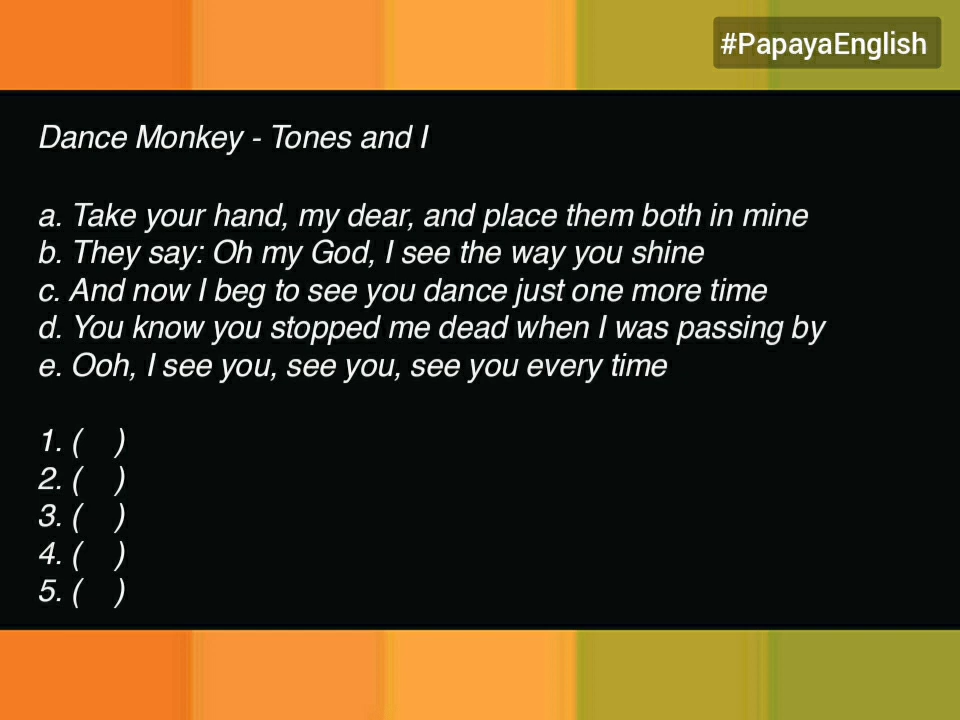 #PapayaEnglish
Dance Monkey - Tones and I
a. Take your hand, my dear, and place them both in mine
b. They say: Oh my God, I see the way you shine
c. And now I beg to see you dance just one more time
d. You know you stopped me dead when I was passing by
e. Ooh, I see you, see you, see you every time
1. ( )
2. ( )
3. ( )
4. ( )
5. ( )